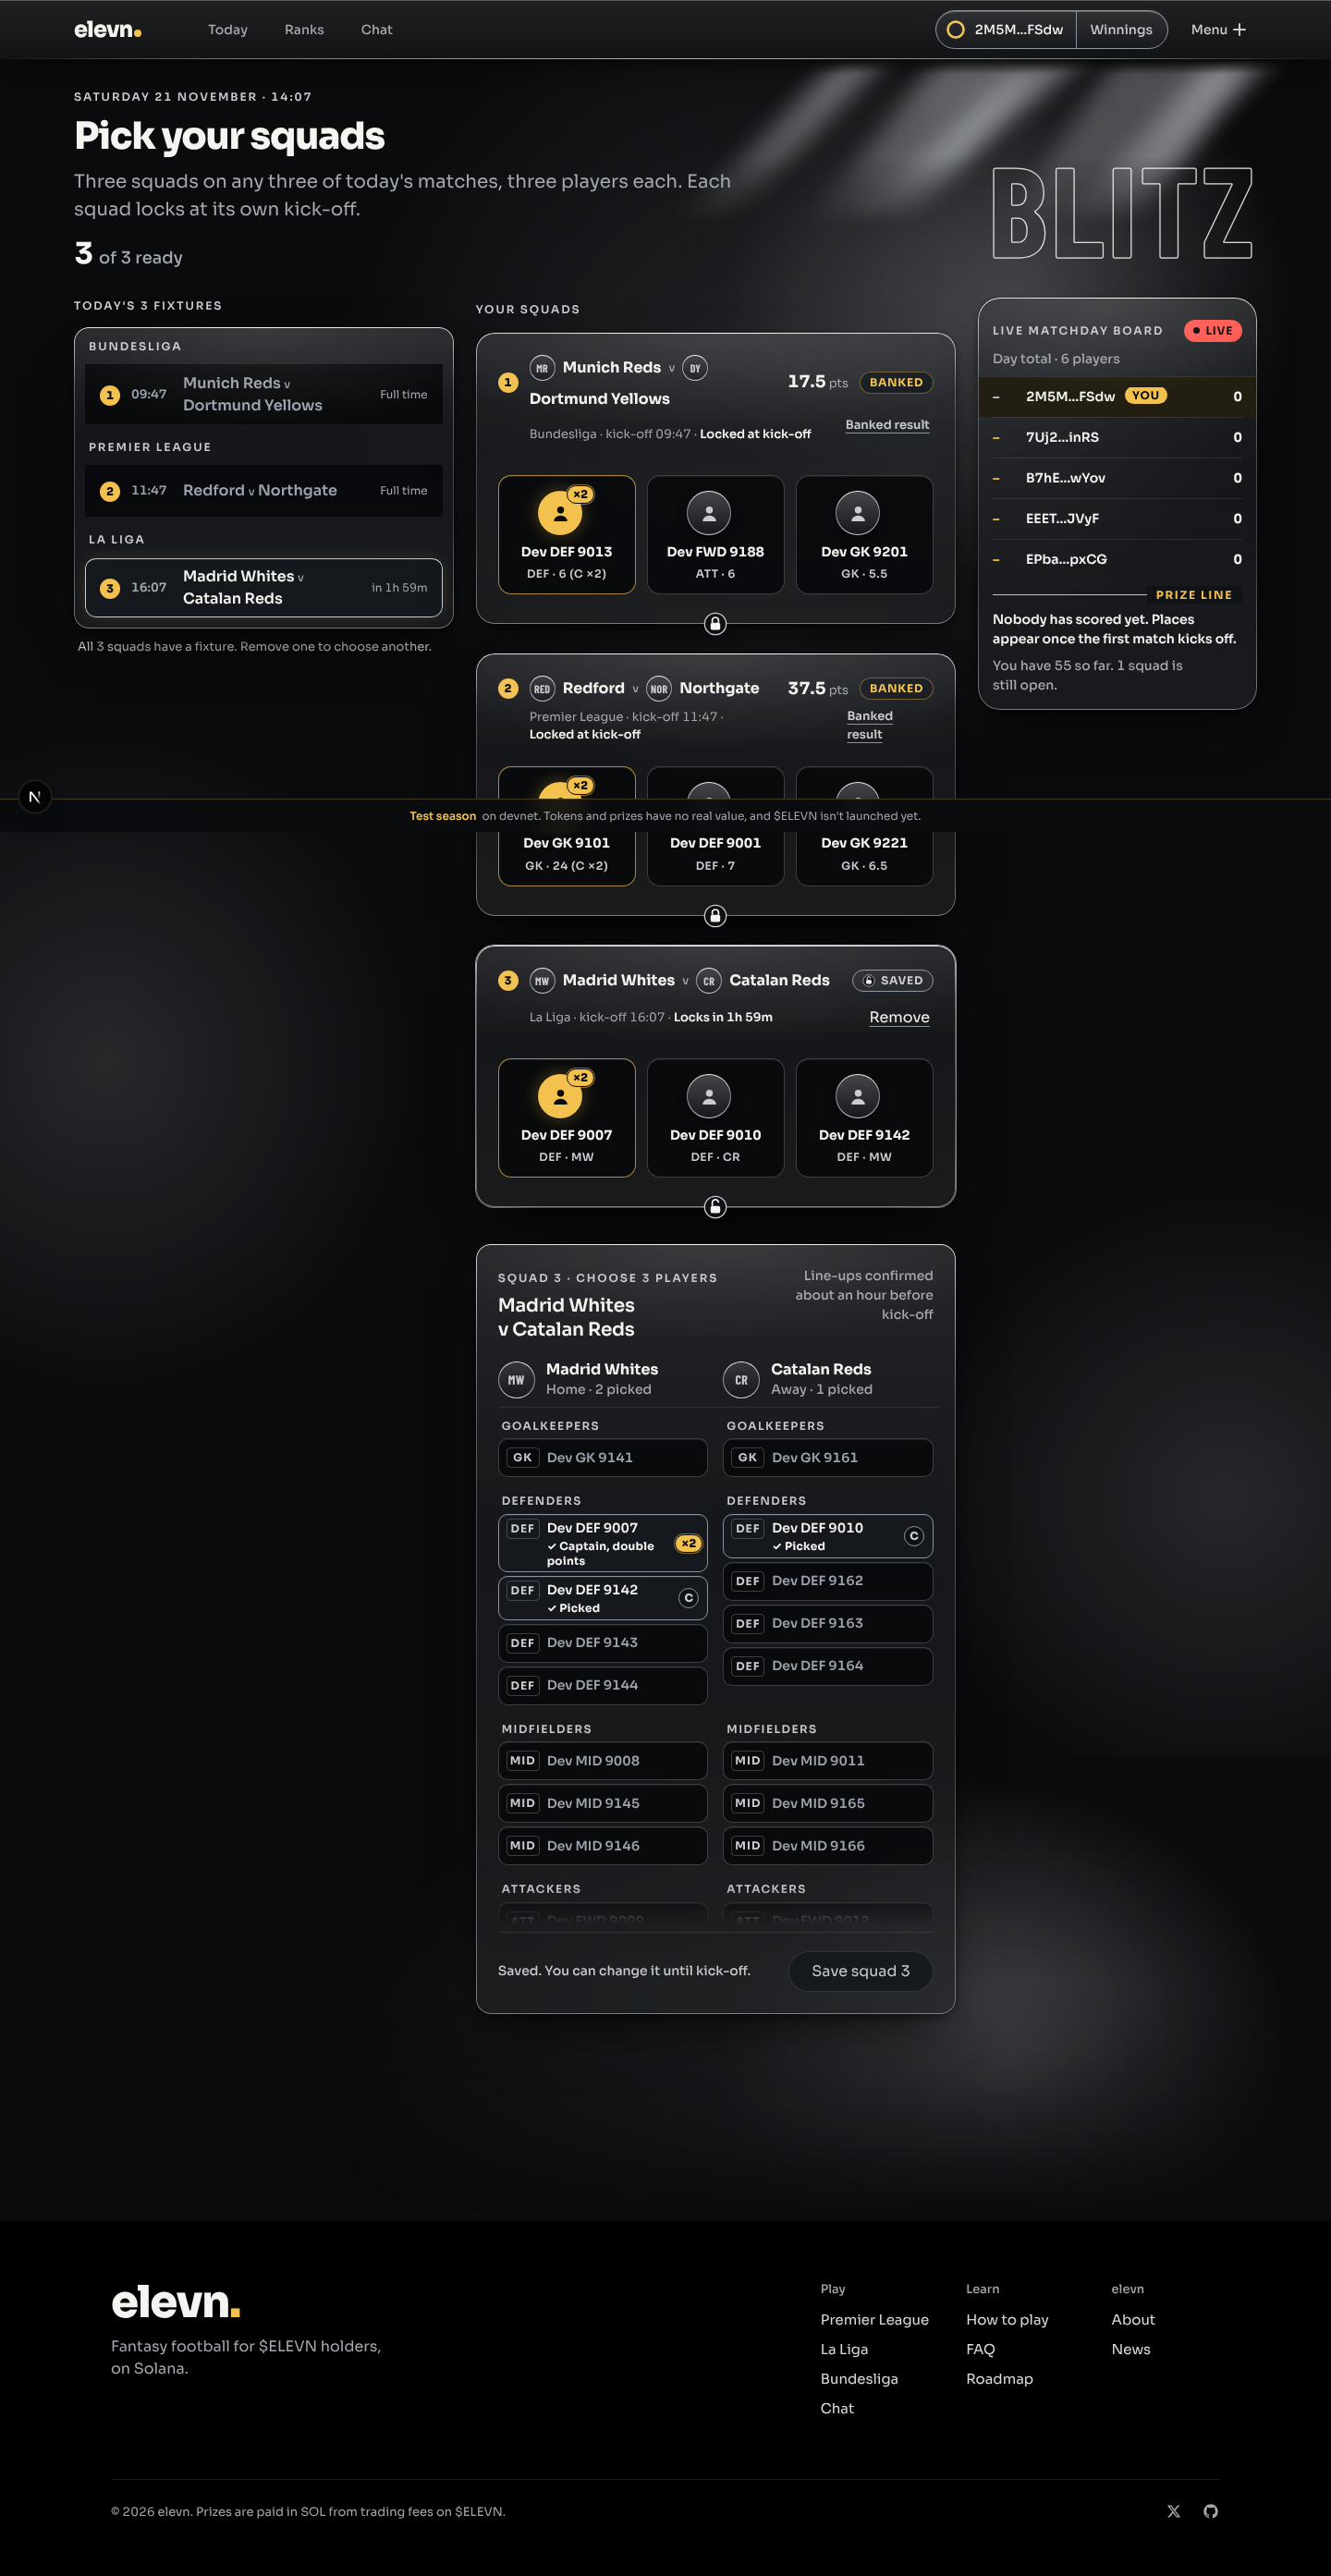 elevn.
Today
Ranks
Chat
2M5M...FSdw
Winnings
Menu
SATURDAY 21 NOVEMBER · 14:07
Pick your squads
Three squads on any three of today's matches, three players each. Each
squad locks at its own kick-off.
3 of 3 ready
BLITZ
TODAY'S 3 FIXTURES
BUNDESLIGA
1 09:47 Munich Reds v
Dortmund Yellows
Full time
PREMIER LEAGUE
2 11:47 Redford v Northgate Full time
LA LIGA
3 16:07 Madrid Whites v
Catalan Reds
in 1h 59m
All 3 squads have a fixture. Remove one to choose another.
YOUR SQUADS
1 MR Munich Reds v DY
Dortmund Yellows
17.5 pts BANKED
Bundesliga · kick-off 09:47 · Locked at kick-off
Banked result
×2
Dev DEF 9013
DEF · 6 (C ×2)
Dev FWD 9188
ATT · 6
Dev GK 9201
GK · 5.5
2 RED Redford v NOR Northgate 37.5 pts BANKED
Premier League · kick-off 11:47 ·
Locked at kick-off
Banked
result
×2
Dev GK 9101
GK · 24 (C ×2)
Dev DEF 9001
DEF · 7
Dev GK 9221
GK · 6.5
3 MW Madrid Whites v CR Catalan Reds SAVED
La Liga · kick-off 16:07 · Locks in 1h 59m
Remove
×2
Dev DEF 9007
DEF · MW
Dev DEF 9010
DEF · CR
Dev DEF 9142
DEF · MW
LIVE MATCHDAY BOARD
LIVE
Day total · 6 players
– 2M5M...FSdw YOU 0
– 7Uj2...inRS 0
– B7hE...wYov 0
– EEET...JVyF 0
– EPba...pxCG 0
PRIZE LINE
Nobody has scored yet. Places
appear once the first match kicks off.
You have 55 so far. 1 squad is
still open.
N
Test season on devnet. Tokens and prizes have no real value, and $ELEVN isn't launched yet.
SQUAD 3 · CHOOSE 3 PLAYERS
Madrid Whites
v Catalan Reds
Line-ups confirmed
about an hour before
kick-off
MW Madrid Whites
Home · 2 picked
CR Catalan Reds
Away · 1 picked
GOALKEEPERS
GK Dev GK 9141
DEFENDERS
DEF Dev DEF 9007
✓ Captain, double
points
×2
DEF Dev DEF 9142
✓ Picked
C
DEF Dev DEF 9143
DEF Dev DEF 9144
MIDFIELDERS
MID Dev MID 9008
MID Dev MID 9145
MID Dev MID 9146
ATTACKERS
ATT Dev FWD 9009
GOALKEEPERS
GK Dev GK 9161
DEFENDERS
DEF Dev DEF 9010
✓ Picked
C
DEF Dev DEF 9162
DEF Dev DEF 9163
DEF Dev DEF 9164
MIDFIELDERS
MID Dev MID 9011
MID Dev MID 9165
MID Dev MID 9166
ATTACKERS
ATT Dev FWD 9012
Saved. You can change it until kick-off.
Save squad 3
elevn.
Fantasy football for $ELEVN holders,
on Solana.
Play
Premier League
La Liga
Bundesliga
Chat
Learn
How to play
FAQ
Roadmap
elevn
About
News
© 2026 elevn. Prizes are paid in SOL from trading fees on $ELEVN.